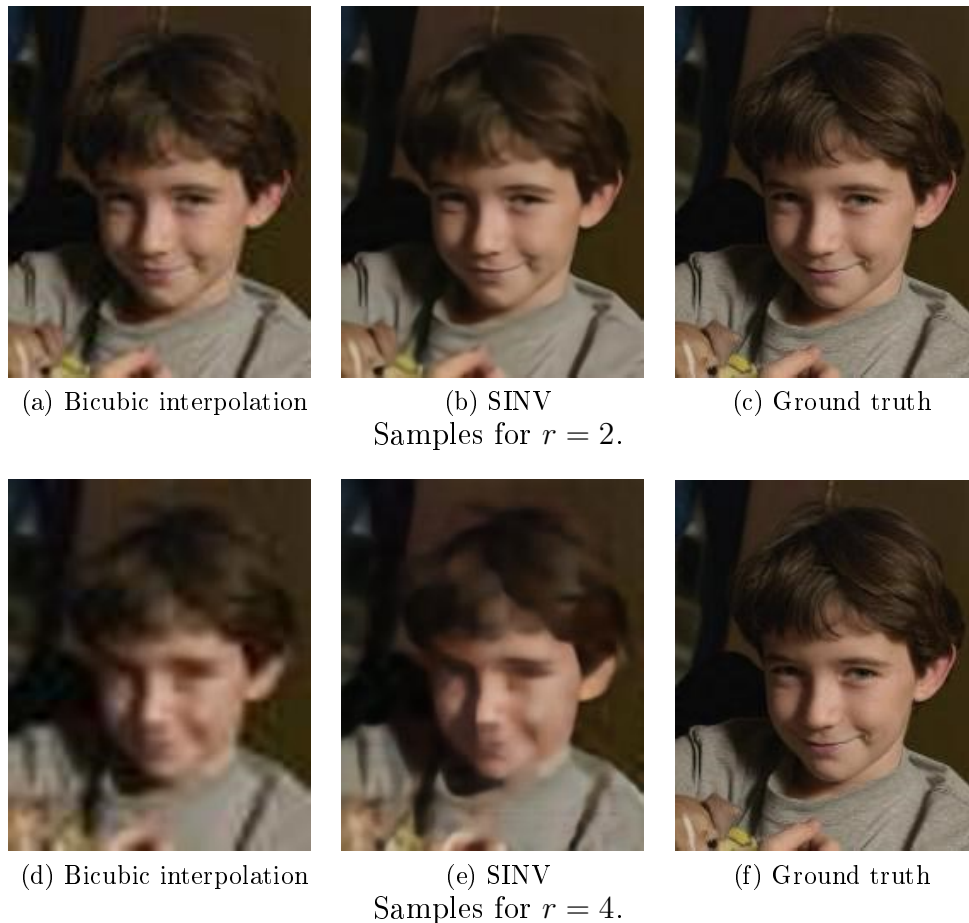 (a) Bicubic interpolation
(b) SINV
(c) Ground truth
Samples for r = 2.
(d) Bicubic interpolation
(e) SINV
(f) Ground truth
Samples for r = 4.